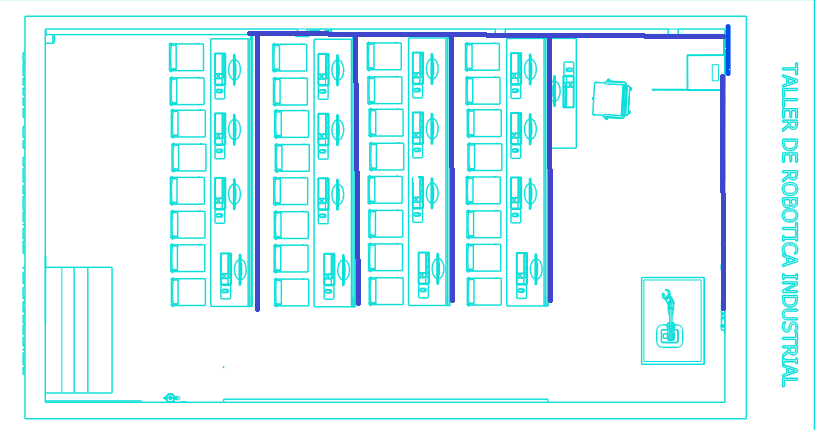 TALLER DE ROBOTICA INDUSTRIAL